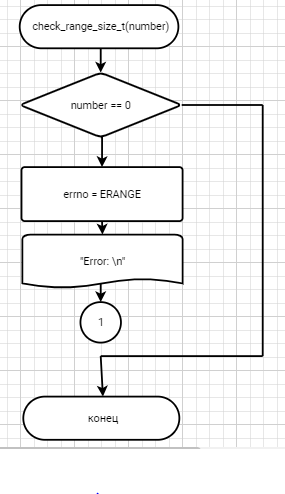 check_range_size_t(number)
number == 0
errno = ERANGE
"Error: \n"
1
конец